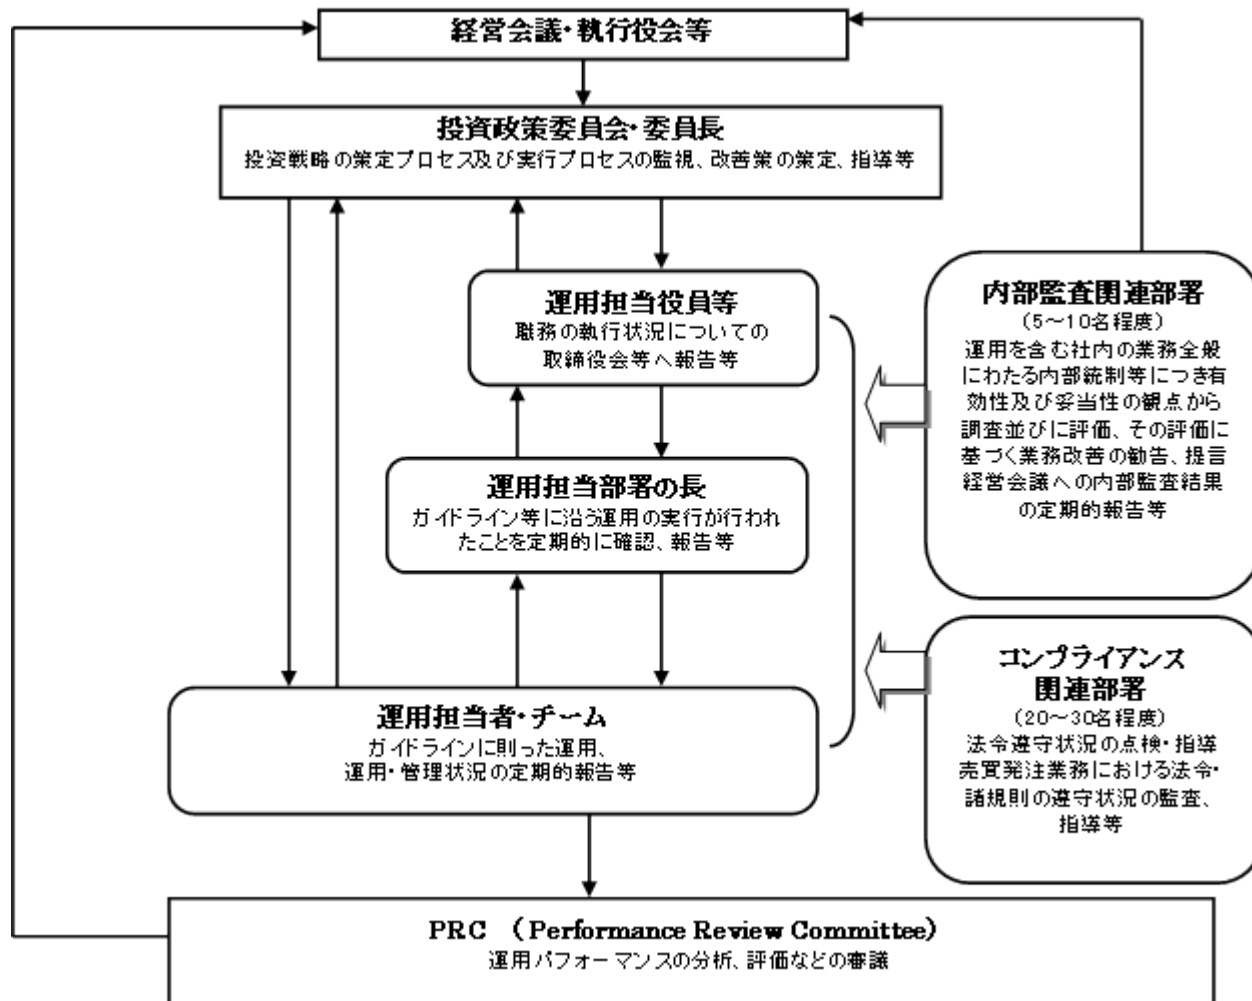 経営会議・執行役会等
投資政策委員会・委員長
投資戦略の策定プロセス及び実行プロセスの監視、改善策の策定、指導等
運用担当役員等
職務の執行状況についての
取締役会等へ報告等
運用担当部署の長
ガイドライン等に沿う運用の実行が行われ
たことを定期的に確認、報告等
運用担当者・チーム
ガイドラインに則った運用、
運用・管理状況の定期的報告等
内部監査関連部署
(5～10名程度)
運用を含む社内の業務全般
にわたる内部統制等につき有
効性及び妥当性の観点から
調査並びに評価、その評価に
基づく業務改善の勧告、提言
経営会議への内部監査結果
の定期的報告等
コンプライアンス
関連部署
(20～30名程度)
法令遵守状況の点検・指導
売買発注業務における法令・
諸規則の遵守状況の監査、
指導等
PRC （Performance Review Committee）
運用パフォーマンスの分析、評価などの審議